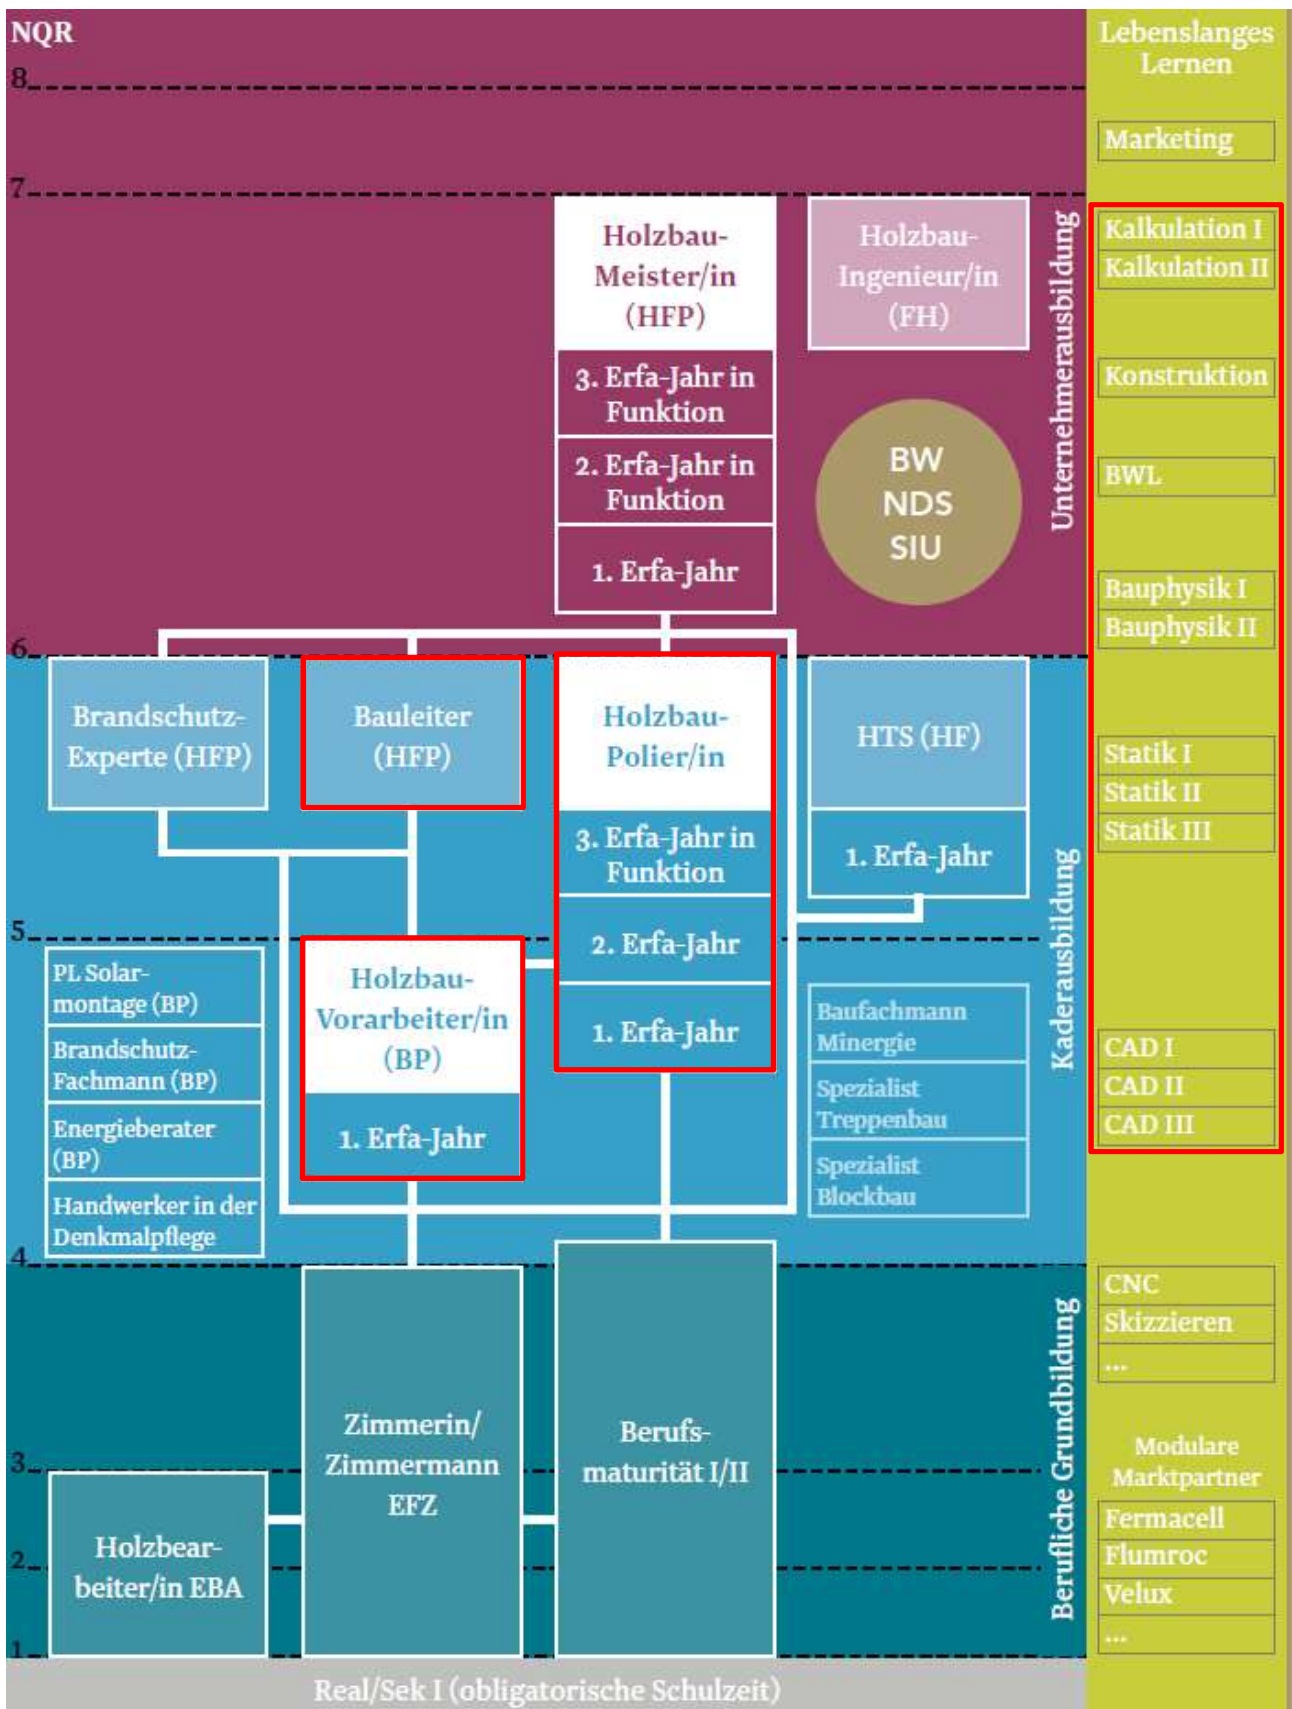 NQR
8
7
Holzbau-
Meister/in
(HFP)
3. Erfa-Jahr in
Funktion
2. Erfa-Jahr in
Funktion
1. Erfa-Jahr
Holzbau-
Ingenieur/in
(FH)
BW
NDS
SIU
Unternehmerausbildung
6
Brandschutz-
Experte (HFP)
Bauleiter
(HFP)
Holzbau-
Polier/in
3. Erfa-Jahr in
Funktion
2. Erfa-Jahr
1. Erfa-Jahr
HTS (HF)
1. Erfa-Jahr
5
PL Solar-
montage (BP)
Brandschutz-
Fachmann (BP)
Energieberater
(BP)
Handwerker in der
Denkmalpflege
Holzbau-
Vorarbeiter/in
(BP)
1. Erfa-Jahr
Baufachmann
Minergie
Spezialist
Treppenbau
Spezialist
Blockbau
Kaderausbildung
4
Zimmerin/
Zimmermann
EFZ
Berufs-
maturität I/II
3
Holzbear-
beiter/in EBA
2
1
Berufliche Grundbildung
Real/Sek I (obligatorische Schulzeit)
Lebenslanges
Lernen
Marketing
Kalkulation I
Kalkulation II
Konstruktion
BWL
Bauphysik I
Bauphysik II
Statik I
Statik II
Statik III
CAD I
CAD II
CAD III
CNC
Skizzieren
...
Modulare
Marktpartner
Fermacell
Flumroc
Velux
...